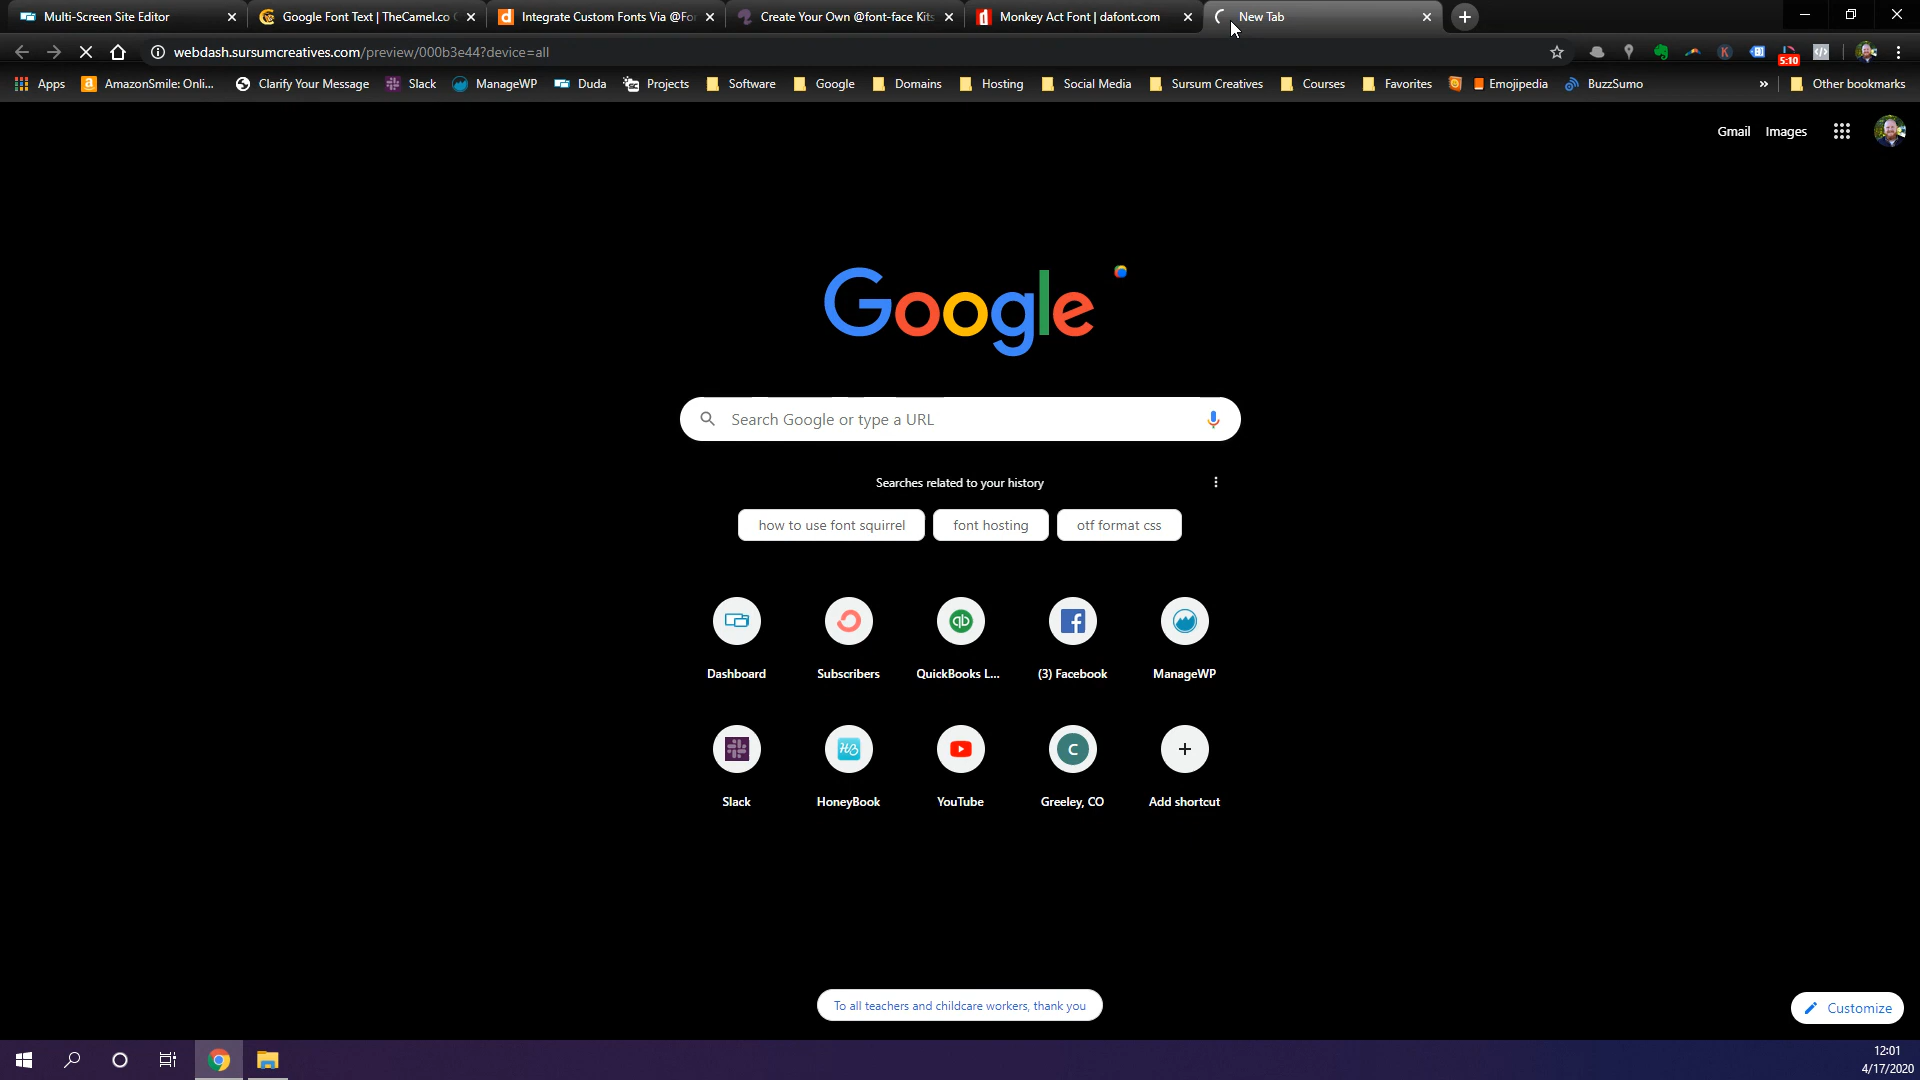 Multi-Screen Site Editor
Google Font Text | TheCamel.co
Integrate Custom Fonts Via @Fo
Create Your Own @font-face Kits
Monkey Act Font | dafont.com
New Tab
webdash.sursumcreatives.com/preview/000b3e44?device=all
5:10
Apps
AmazonSmile: Onli...
Clarify Your Message
Slack
ManageWP
Duda
Projects
Software
Google
Domains
Hosting
Social Media
Sursum Creatives
Courses
Favorites
Emojipedia
BuzzSumo
»
Other bookmarks
Gmail
Images
Google
Search Google or type a URL
Searches related to your history
how to use font squirrel
font hosting
otf format css
Dashboard
Subscribers
qb
QuickBooks L...
(3) Facebook
ManageWP
Slack
HB
HoneyBook
YouTube
C
Greeley, CO
Add shortcut
To all teachers and childcare workers, thank you
Customize
12:01
4/17/2020